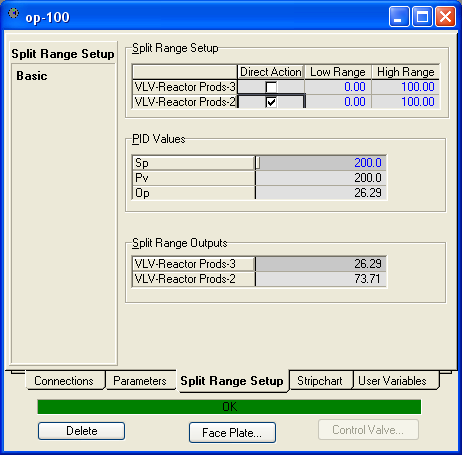 op-100
Split Range Setup
Basic
Split Range Setup
Direct Action Low Range High Range
VLV-Reactor Prods-3 0.00 100.00
VLV-Reactor Prods-2 0.00 100.00
PID Values
Sp 200.0
Pv 200.0
Op 26.29
Split Range Outputs
VLV-Reactor Prods-3 26.29
VLV-Reactor Prods-2 73.71
Connections Parameters Split Range Setup Stripchart User Variables
OK
Delete Face Plate... Control Valve...